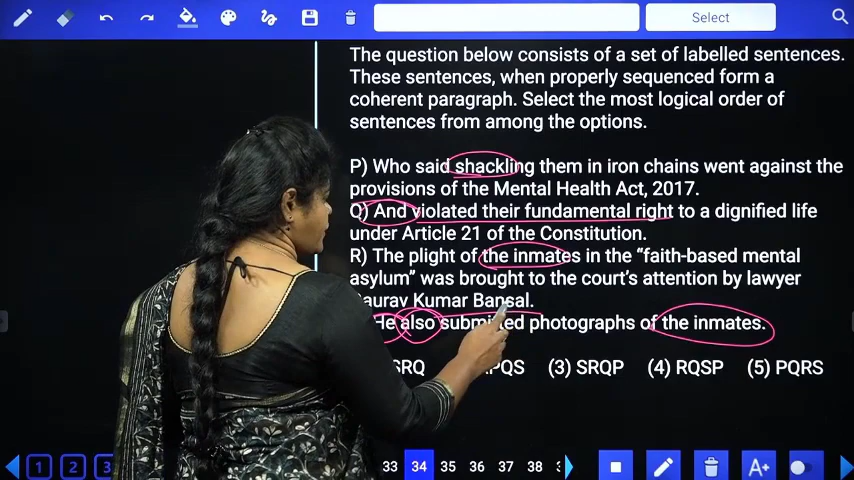 Select
The question below consists of a set of labelled sentences.
These sentences, when properly sequenced form a
coherent paragraph. Select the most logical order of
sentences from among the options.
P) Who said shackling them in iron chains went against the
provisions of the Mental Health Act, 2017.
Q) And violated their fundamental right to a dignified life
under Article 21 of the Constitution.
R) The plight of the inmates in the “faith-based mental
asylum” was brought to the court’s attention by lawyer
Kumar Bansal.
He also submitted photographs of the inmates.
SRQ PQS (3) SRQP (4) RQSP (5) PQRS
1 2 3 33 34 35 36 37 38 A+